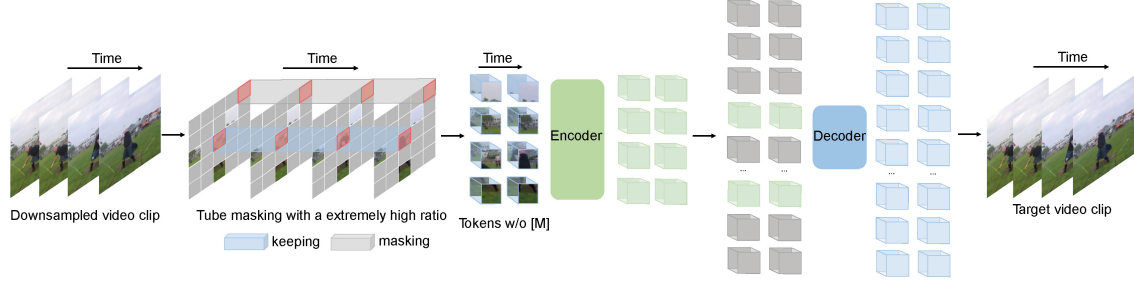 Time
Time
Time
Time
Encoder
Decoder
...
...
...
...
Downsampled video clip
Tube masking with a extremely high ratio
Tokens w/o [M]
Target video clip
keeping
masking